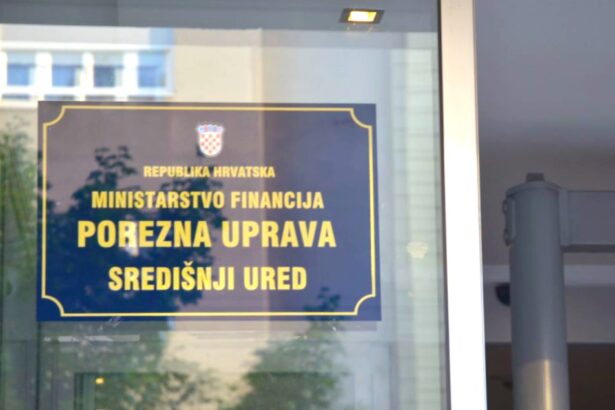 REPUBLIKA HRVATSKA
MINISTARSTVO FINANCIJA
POREZNA UPRAVA
SREDIŠNJI URED